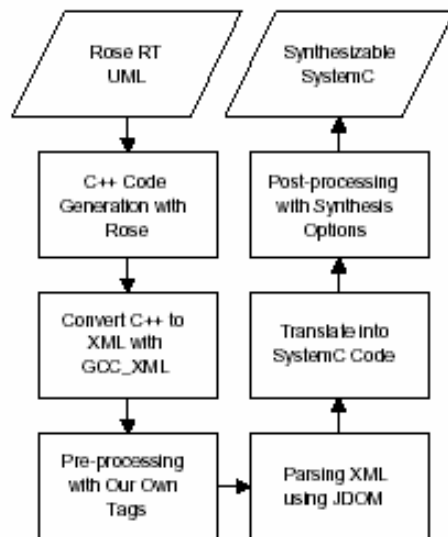 Rose RT
UML
C++ Code
Generation with
Rose
Convert C++ to
XML with
GCC_XML
Pre-processing
with Our Own
Tags
Parsing XML
using JDOM
Translate into
SystemC Code
Post-processing
with Synthesis
Options
Synthesizable
SystemC